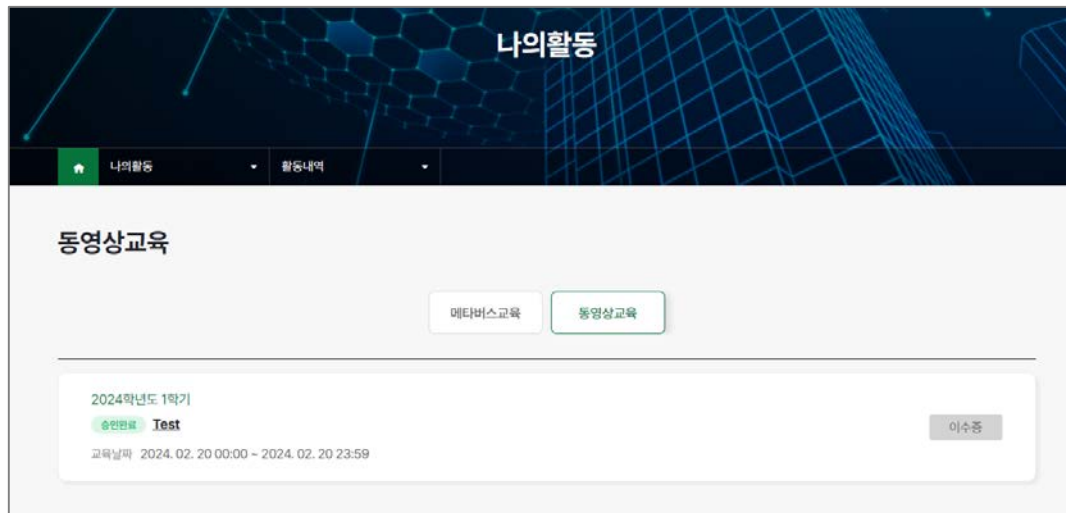 나의활동
나의활동 활동내역
동영상교육
메타버스교육 동영상교육
2024학년도 1학기
승인완료 Test
이수증
교육날짜 2024. 02. 20 00:00 ~ 2024. 02. 20 23:59